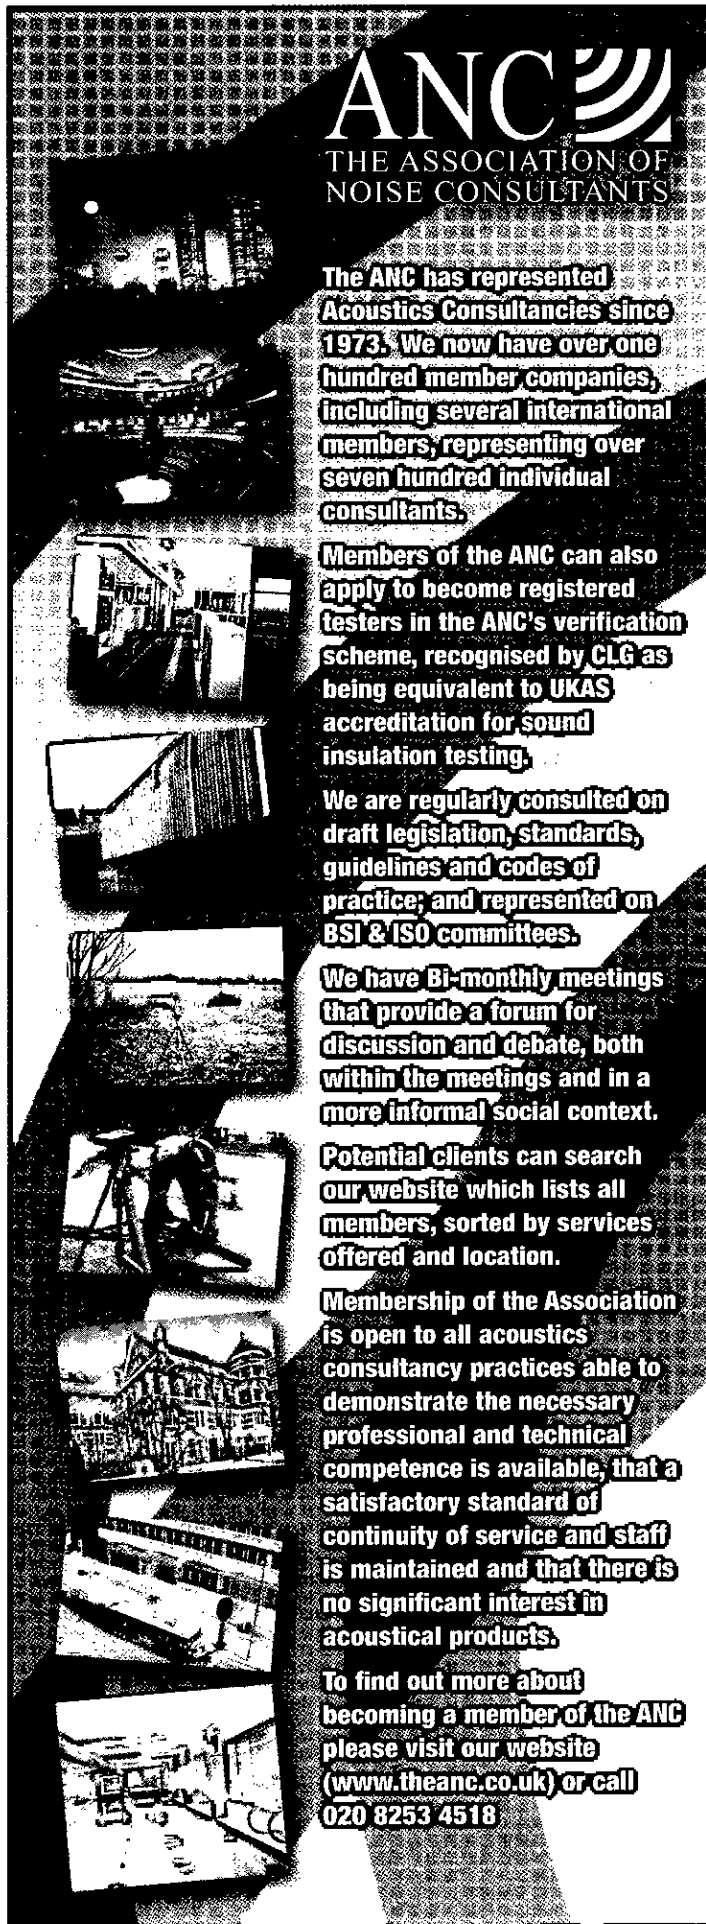 ANC
THE ASSOCIATION OF
NOISE CONSULTANTS
The ANC has represented
Acoustics Consultancies since
1973. We now have over one
hundred member companies,
including several international
members, representing over
seven hundred individual
consultants.
Members of the ANC can also
apply to become registered
testers in the ANC's verification
scheme, recognised by CLG as
being equivalent to UKAS
accreditation for sound
insulation testing.
We are regularly consulted on
draft legislation, standards,
guidelines and codes of
practice; and represented on
BSI & ISO committees.
We have Bi-monthly meetings
that provide a forum for
discussion and debate, both
within the meetings and in a
more informal social context.
Potential clients can search
our website which lists all
members, sorted by services
offered and location.
Membership of the Association
is open to all acoustics
consultancy practices able to
demonstrate the necessary
professional and technical
competence is available, that a
satisfactory standard of
continuity of service and staff
is maintained and that there is
no significant interest in
acoustical products.
To find out more about
becoming a member of the ANC
please visit our website
(www.theanc.co.uk) or call
020 8253 4518